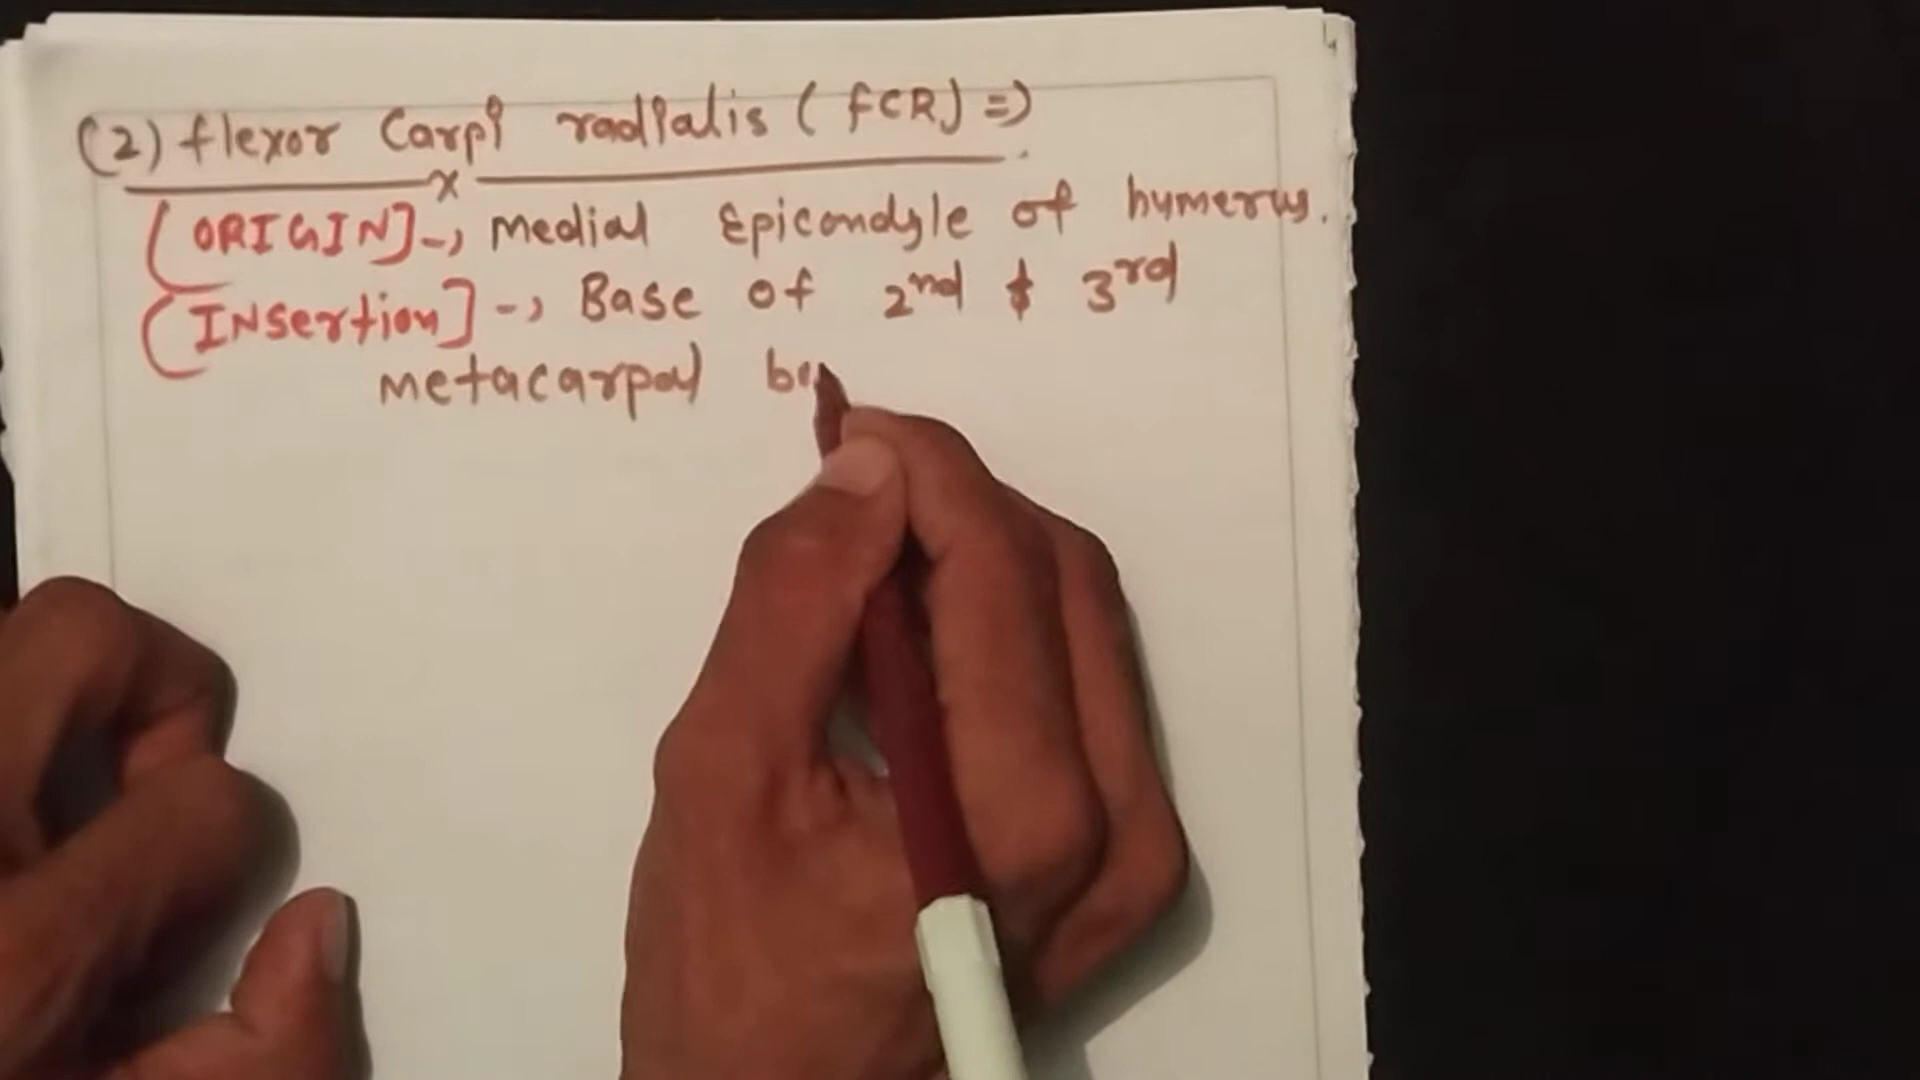 (2) flexor Carpi radialis (FCR) =>
[ORIGIN] -> Medial Epicondyle of humerus.
[Insertion] -> Base of 2nd & 3rd
metacarpal